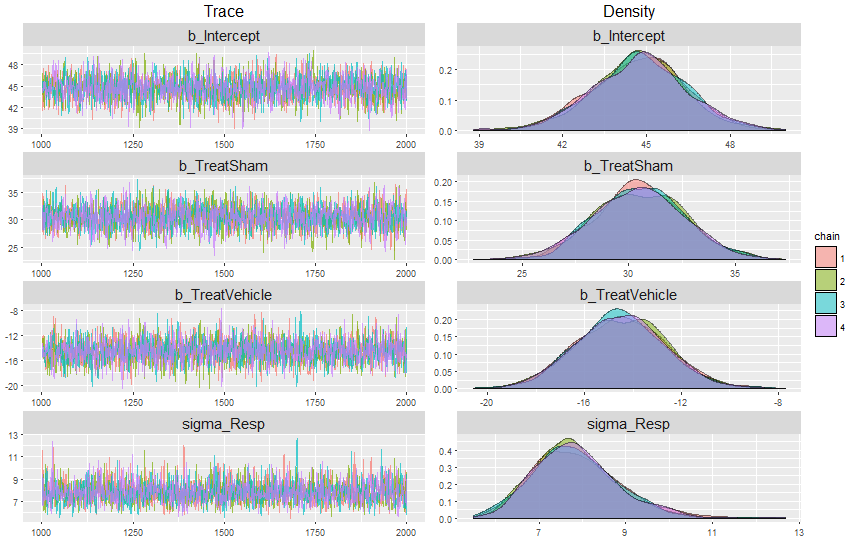 Trace
Density
b_Intercept
b_Intercept
48
45
42
39
1000 1250 1500 1750 2000
0.2
0.1
0.0
39 42 45 48
b_TreatSham
b_TreatSham
35
30
25
1000 1250 1500 1750 2000
0.20
0.15
0.10
0.05
0.00
25 30 35
b_TreatVehicle
b_TreatVehicle
-8
-12
-16
-20
1000 1250 1500 1750 2000
0.20
0.15
0.10
0.05
0.00
-20 -16 -12 -8
sigma_Resp
sigma_Resp
13
11
9
7
1000 1250 1500 1750 2000
0.4
0.3
0.2
0.1
0.0
7 9 11 13
chain
1
2
3
4